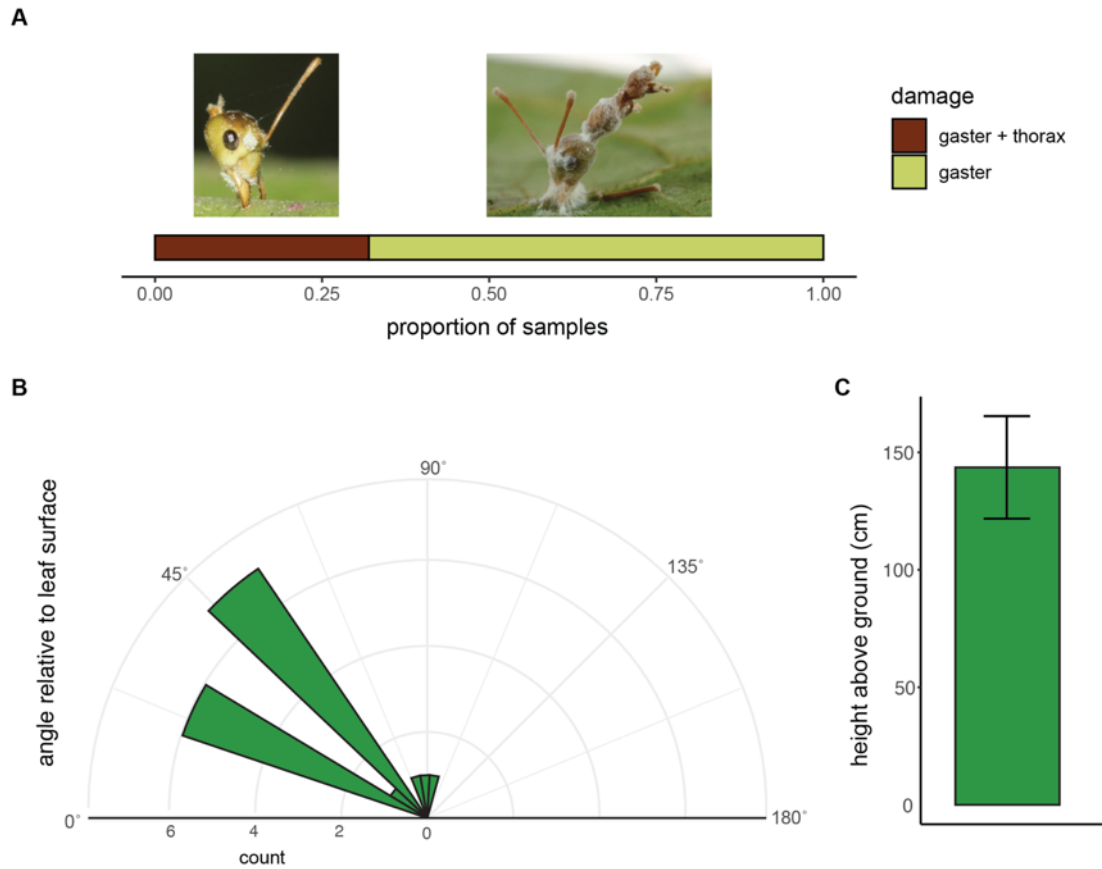 A
damage
gaster + thorax
gaster
0.00 0.25 0.50 0.75 1.00
proportion of samples
B
angle relative to leaf surface
0° 45° 90° 135° 180°
6 4 2 0
count
C
height above ground (cm)
150
100
50
0